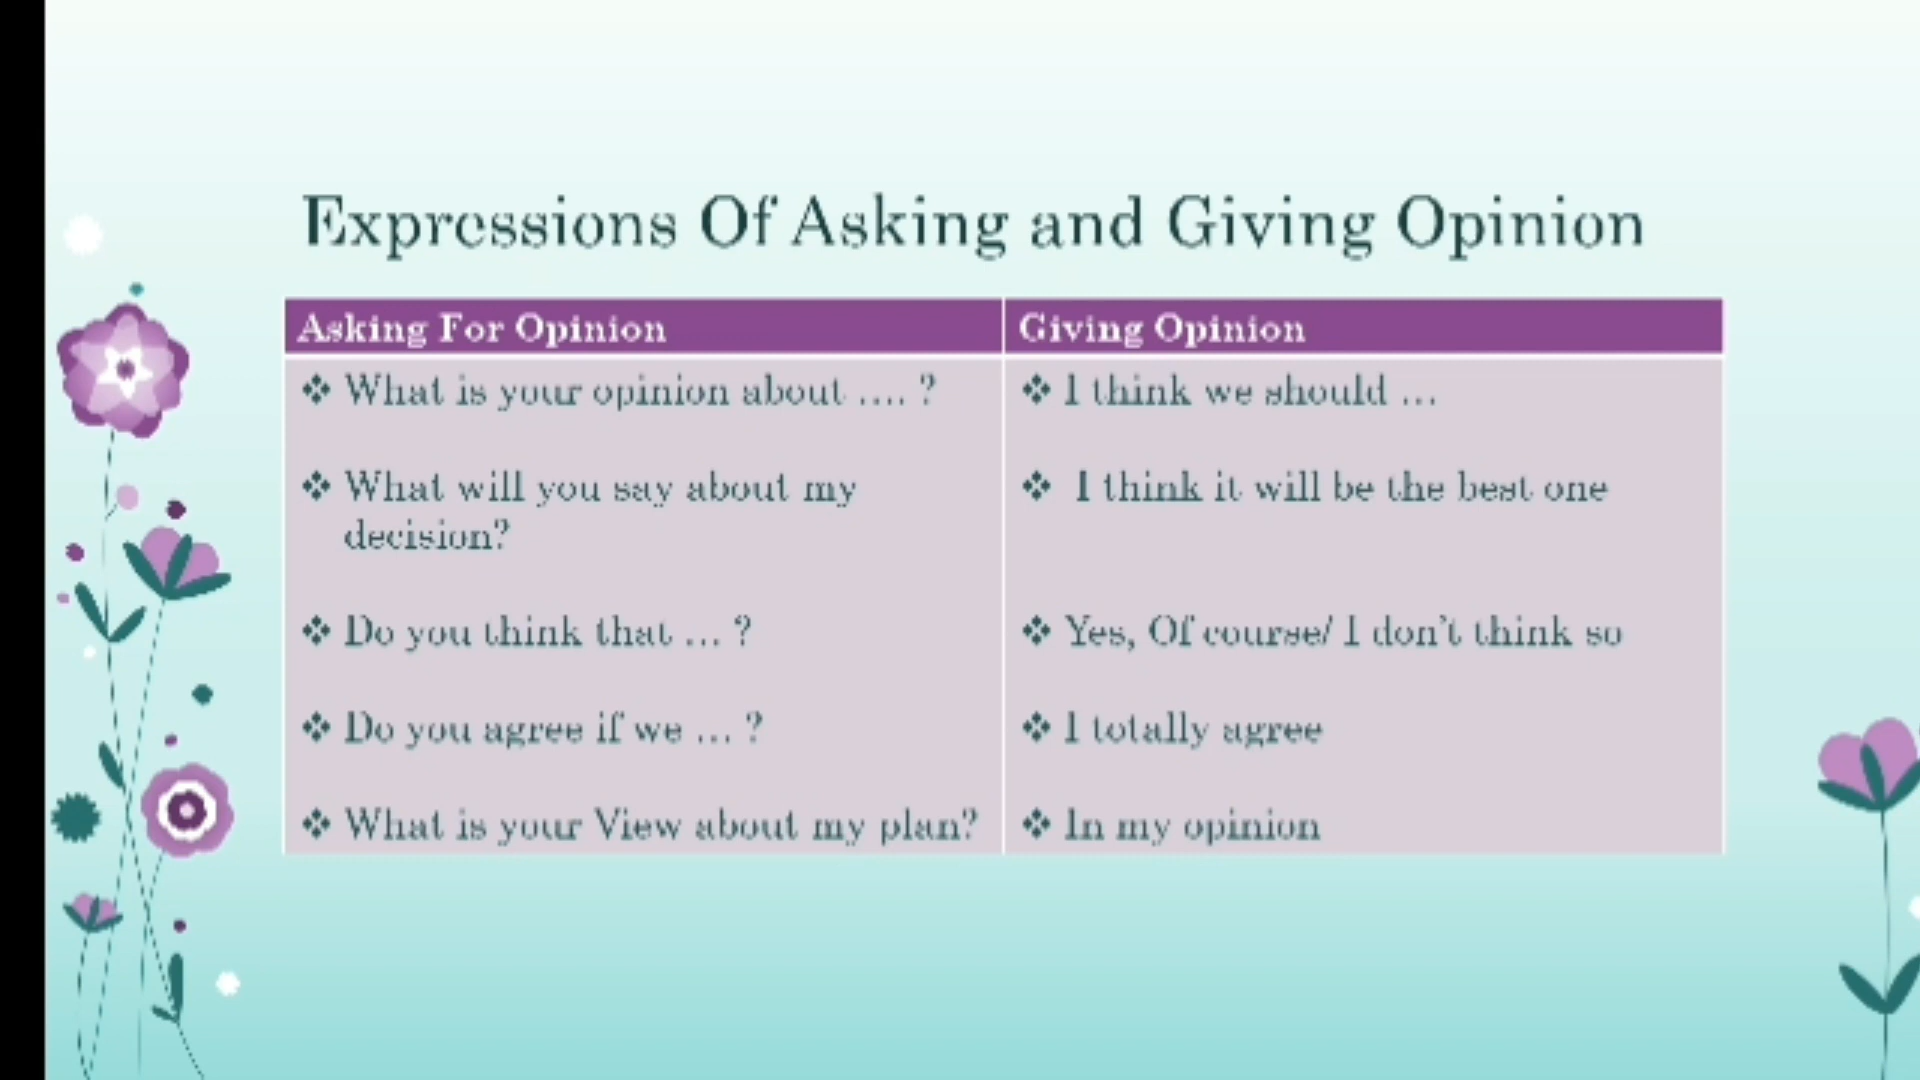 Expressions Of Asking and Giving Opinion
Asking For Opinion
Giving Opinion
❖ What is your opinion about .... ?
❖ I think we should ...
❖ What will you say about my
decision?
❖ I think it will be the best one
❖ Do you think that ... ?
❖ Yes, Of course/ I don't think so
❖ Do you agree if we ... ?
❖ I totally agree
❖ What is your View about my plan?
❖ In my opinion